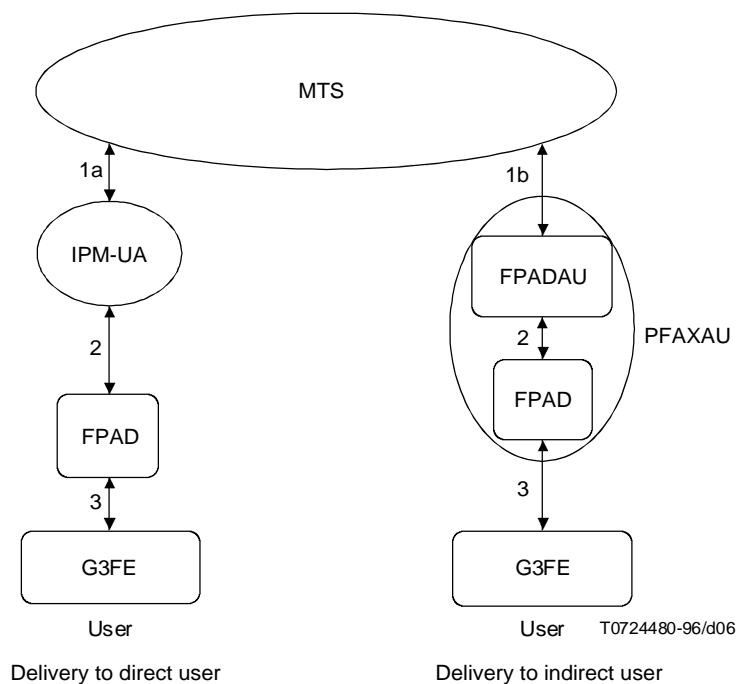 MTS
1a
1b
IPM-UA
FPADAU
2
2
PFAXAU
FPAD
FPAD
3
3
G3FE
G3FE
User
User
T0724480-96/d06
Delivery to direct user
Delivery to indirect user